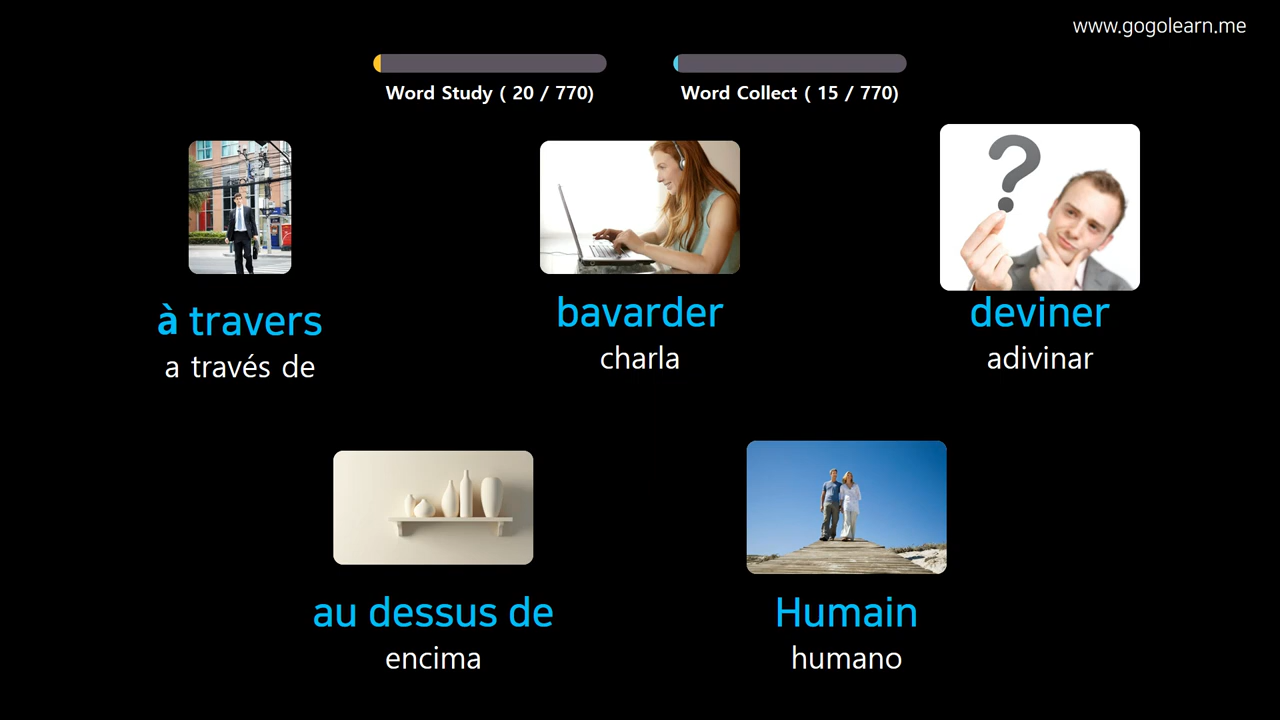 www.gogolearn.me
Word Study ( 20 / 770)
Word Collect ( 15 / 770)
à travers
a través de
bavarder
charla
deviner
adivinar
au dessus de
encima
Humain
humano